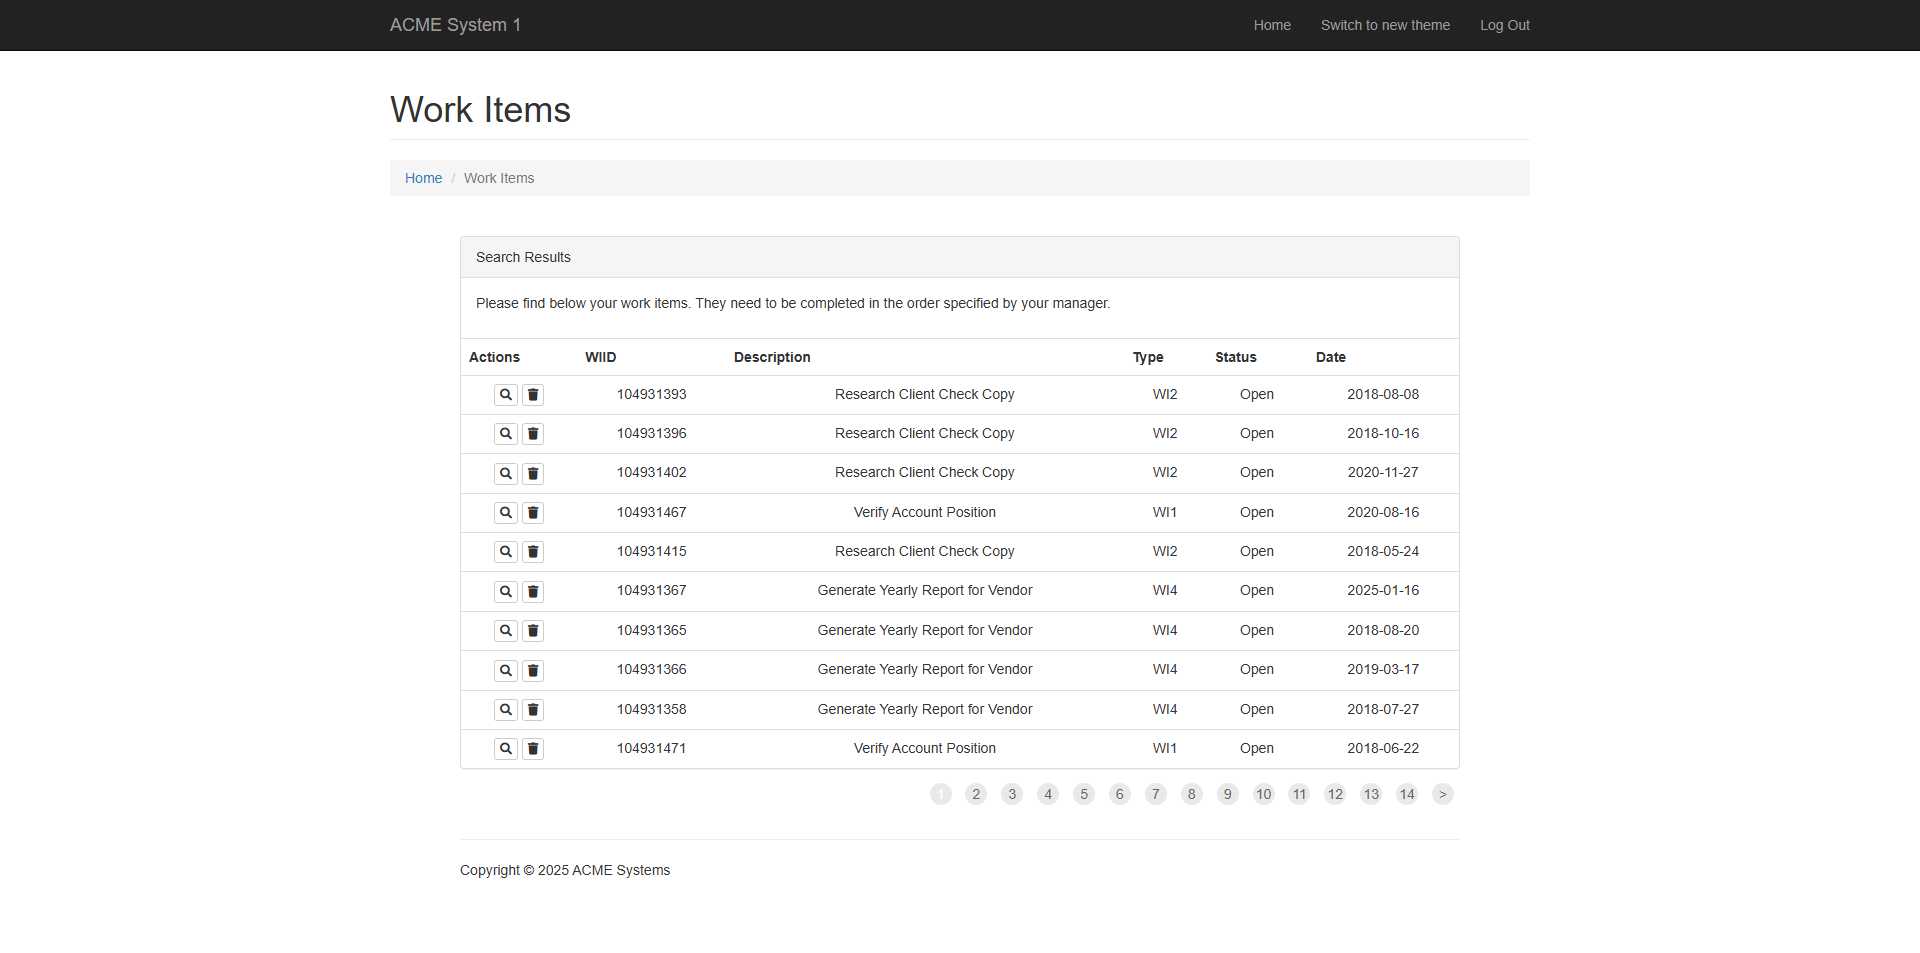 ACME System 1 Home Switch to new theme Log Out
Work Items
Home / Work Items
Search Results
Please find below your work items. They need to be completed in the order specified by your manager.
Actions WIID Description Type Status Date
104931393 Research Client Check Copy WI2 Open 2018-08-08
104931396 Research Client Check Copy WI2 Open 2018-10-16
104931402 Research Client Check Copy WI2 Open 2020-11-27
104931467 Verify Account Position WI1 Open 2020-08-16
104931415 Research Client Check Copy WI2 Open 2018-05-24
104931367 Generate Yearly Report for Vendor WI4 Open 2025-01-16
104931365 Generate Yearly Report for Vendor WI4 Open 2018-08-20
104931366 Generate Yearly Report for Vendor WI4 Open 2019-03-17
104931358 Generate Yearly Report for Vendor WI4 Open 2018-07-27
104931471 Verify Account Position WI1 Open 2018-06-22
1 2 3 4 5 6 7 8 9 10 11 12 13 14 >
Copyright © 2025 ACME Systems